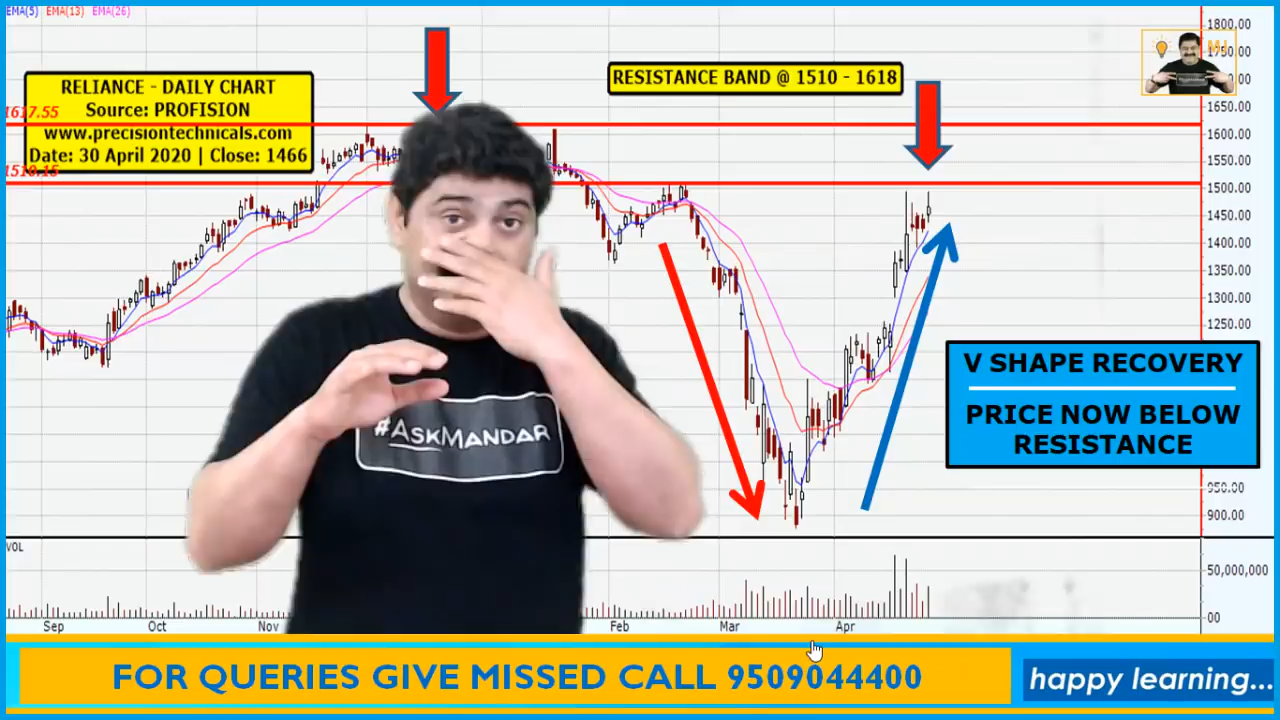 EMA(5) EMA(13) EMA(26)
RELIANCE - DAILY CHART
Source: PROFISION
www.precisiontechnicals.com
Date: 30 April 2020 | Close: 1466
1617.55
1510.15
RESISTANCE BAND @ 1510 - 1618
#ASKMANDAR
V SHAPE RECOVERY
PRICE NOW BELOW
RESISTANCE
1800.00
1750.00
1650.00
1600.00
1550.00
1500.00
1450.00
1400.00
1350.00
1300.00
1250.00
950.00
900.00
VOL
50,000,000
00
Sep Oct Nov Feb Mar Apr
FOR QUERIES GIVE MISSED CALL 9509044400
happy learning...